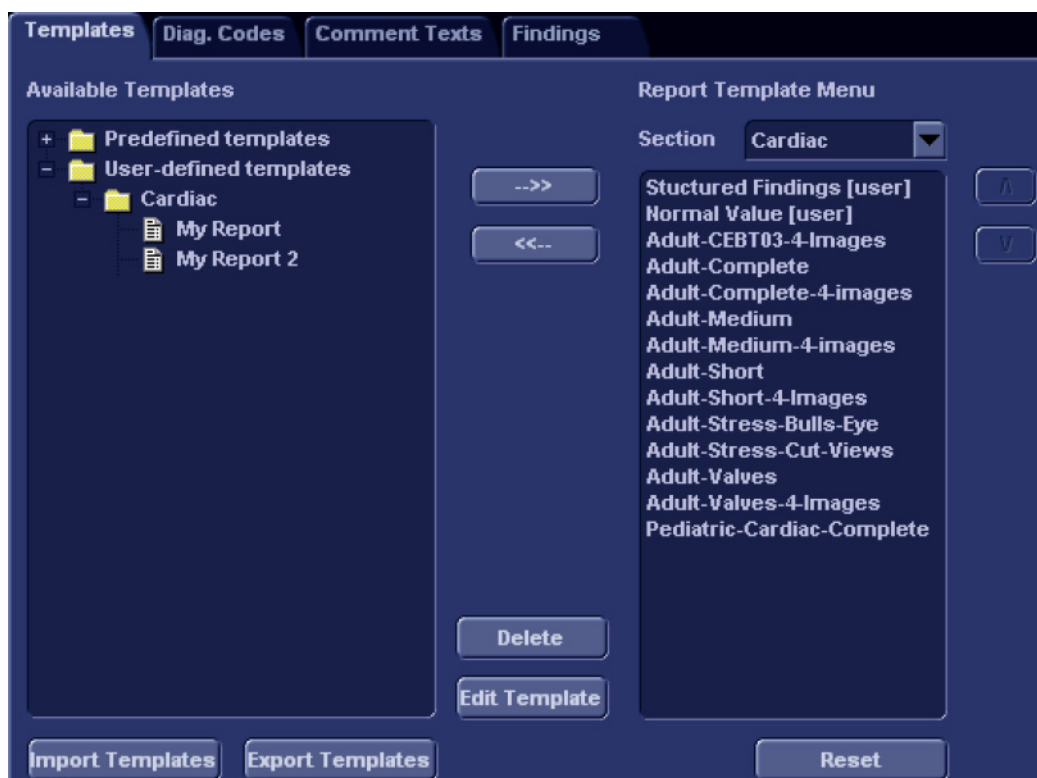 Templates
Diag. Codes
Comment Texts
Findings
Available Templates
Predefined templates
User-defined templates
Cardiac
My Report
My Report 2
-->>
<<--
Delete
Edit Template
Import Templates
Export Templates
Report Template Menu
Section
Cardiac
Stuctured Findings [user]
Normal Value [user]
Adult-CEBT03-4-Images
Adult-Complete
Adult-Complete-4-images
Adult-Medium
Adult-Medium-4-images
Adult-Short
Adult-Short-4-Images
Adult-Stress-Bulls-Eye
Adult-Stress-Cut-Views
Adult-Valves
Adult-Valves-4-Images
Pediatric-Cardiac-Complete
Reset